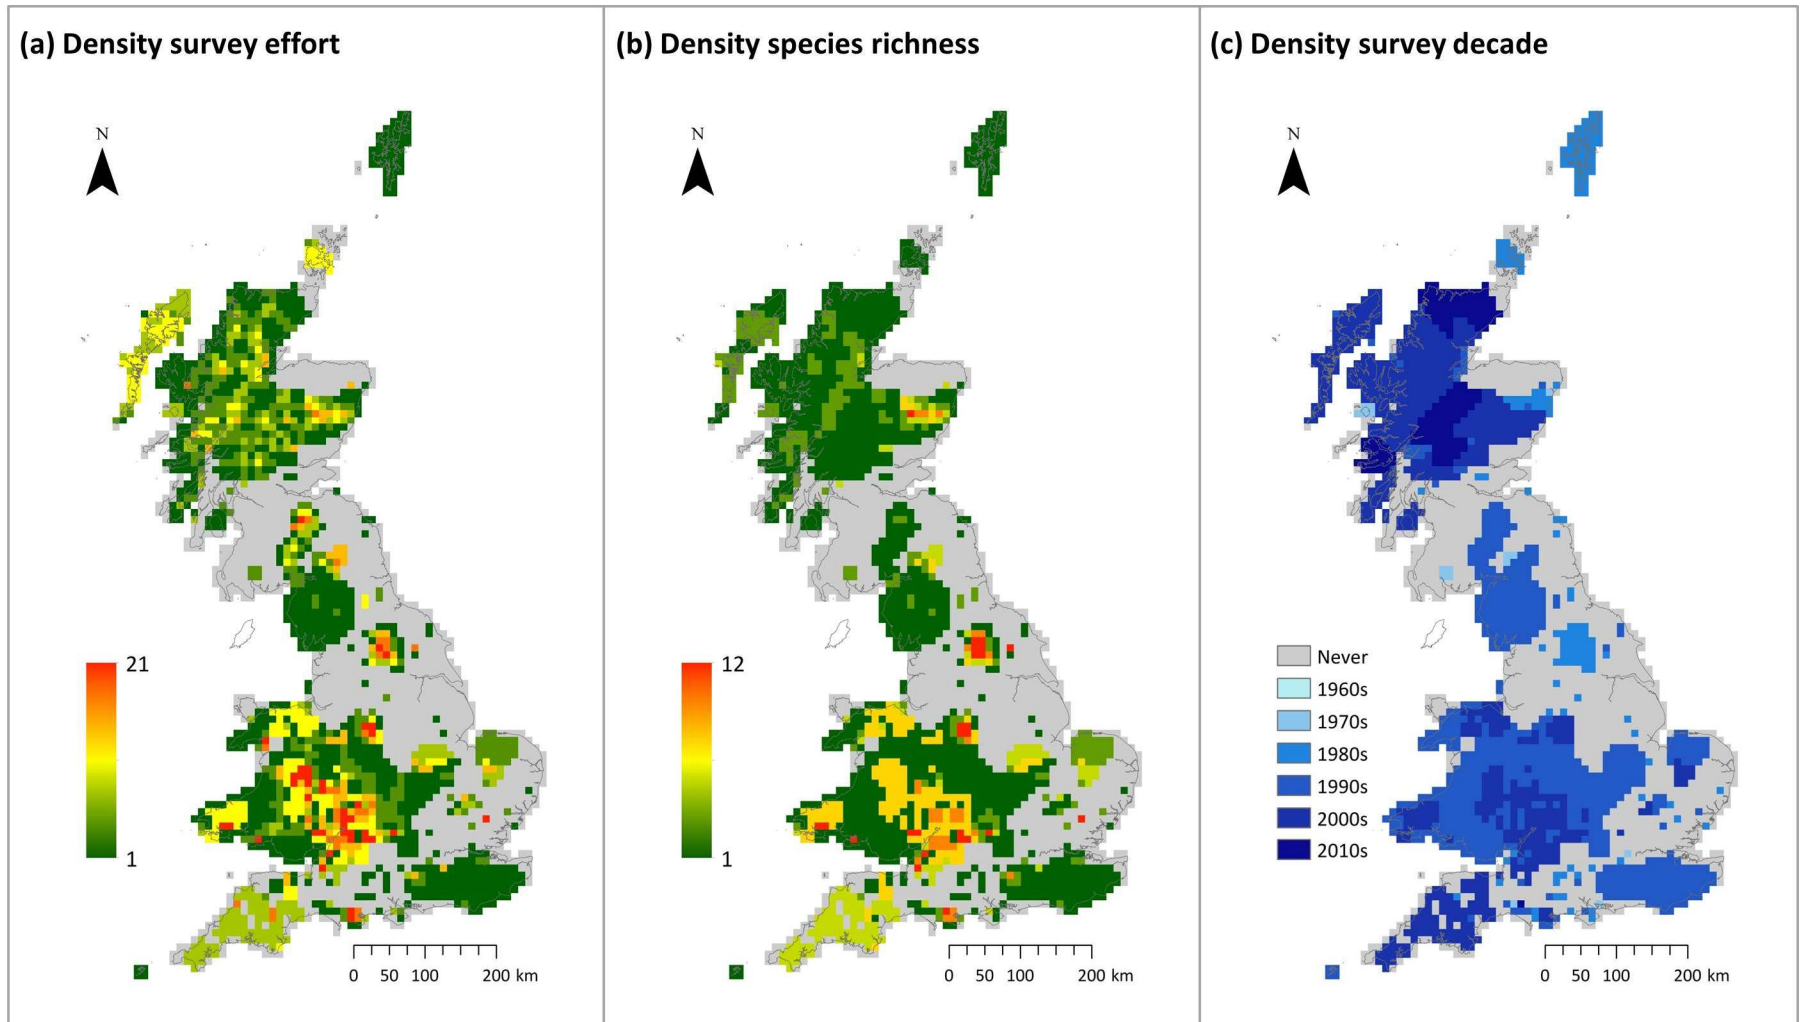 (a) Density survey effort
N
21
1
0 50 100 200 km
(b) Density species richness
N
12
1
0 50 100 200 km
(c) Density survey decade
N
Never
1960s
1970s
1980s
1990s
2000s
2010s
0 50 100 200 km